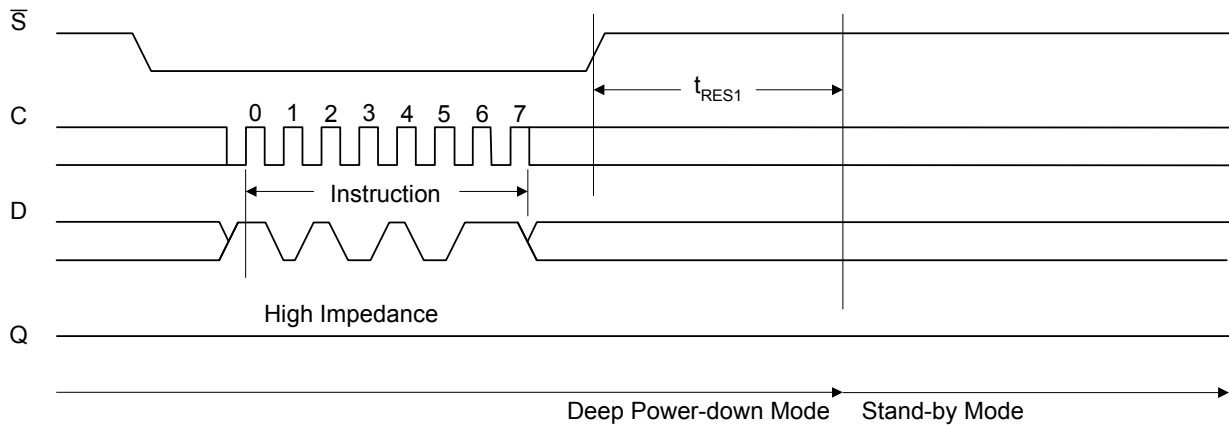 S̅
t_RES1
C
0 1 2 3 4 5 6 7
Instruction
D
High Impedance
Q
Deep Power-down Mode
Stand-by Mode